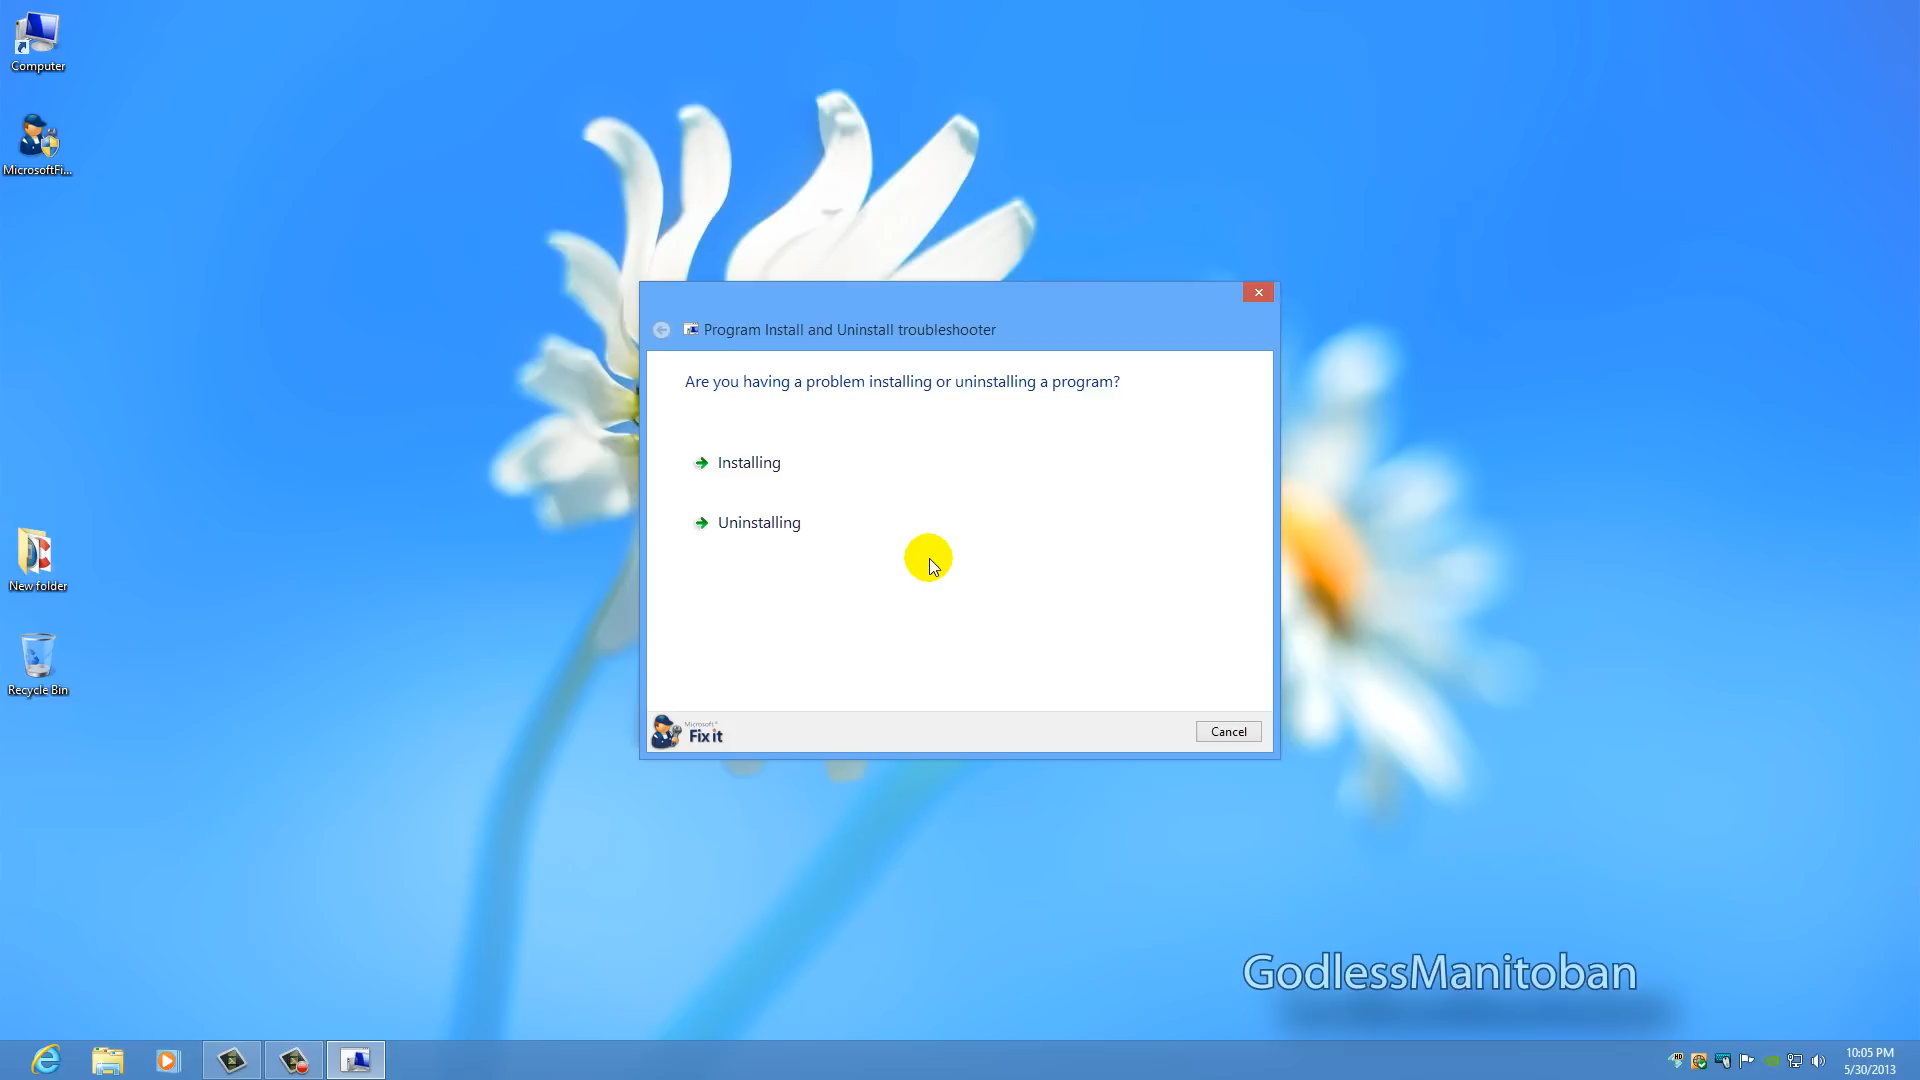 Computer
MicrosoftFi...
Program Install and Uninstall troubleshooter
Are you having a problem installing or uninstalling a program?
Installing
Uninstalling
New folder
Recycle Bin
Microsoft®
Fix it
Cancel
GodlessManitoban
10:05 PM
5/30/2013